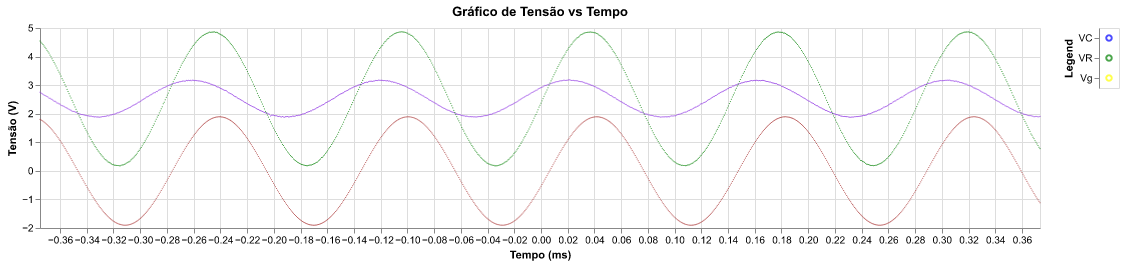 Gráfico de Tensão vs Tempo
5
4
3
2
1
0
−1
−2
Tensão (V)
−0.36 −0.34 −0.32 −0.30 −0.28 −0.26 −0.24 −0.22 −0.20 −0.18 −0.16 −0.14 −0.12 −0.10 −0.08 −0.06 −0.04 −0.02 0.00 0.02 0.04 0.06 0.08 0.10 0.12 0.14 0.16 0.18 0.20 0.22 0.24 0.26 0.28 0.30 0.32 0.34 0.36
Tempo (ms)
Legend
VC
VR
Vg